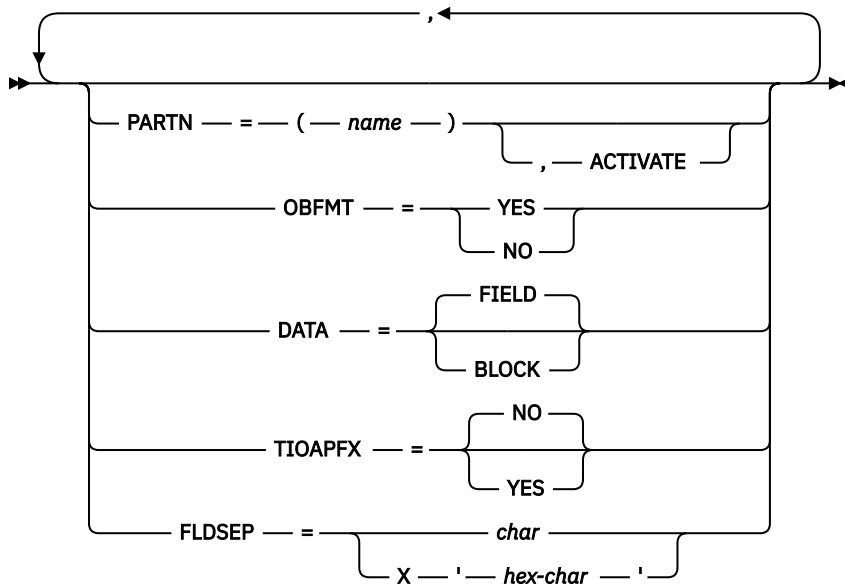 ,
PARTN = ( name )
, ACTIVATE
OBFMT = YES
NO
FIELD
DATA =
BLOCK
NO
TIOAPFX =
YES
FLDSEP = char
X ' hex-char '